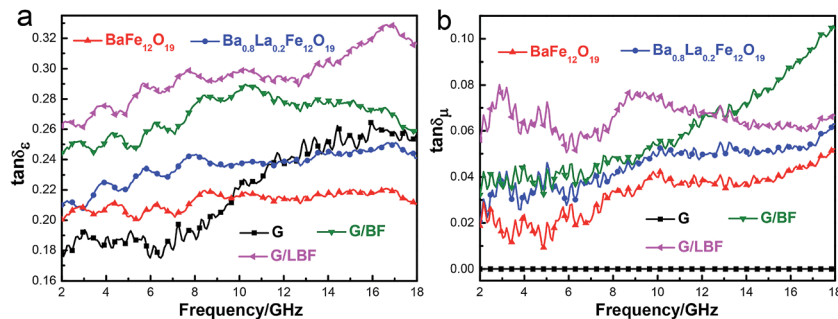 a
BaFe12O19
Ba0.8La0.2Fe12O19
G
G/BF
G/LBF
tanδε
0.32
0.30
0.28
0.26
0.24
0.22
0.20
0.18
0.16
2 4 6 8 10 12 14 16 18
Frequency/GHz
b
BaFe12O19
Ba0.8La0.2Fe12O19
G
G/BF
G/LBF
tanδμ
0.10
0.08
0.06
0.04
0.02
0.00
2 4 6 8 10 12 14 16 18
Frequency/GHz